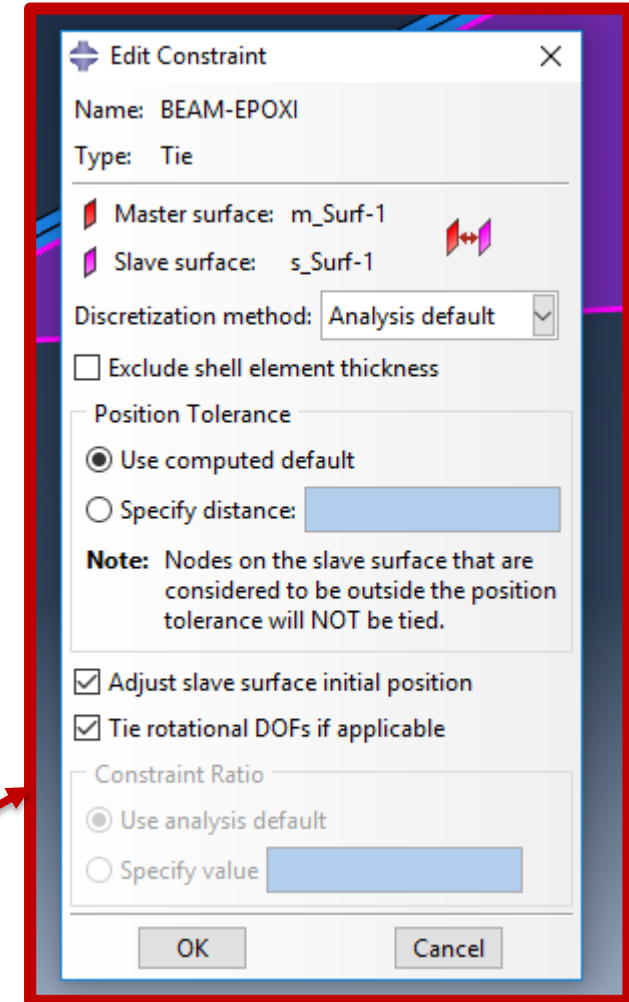 Edit Constraint
Name: BEAM-EPOXI
Type: Tie
Master surface: m_Surf-1
Slave surface: s_Surf-1
Discretization method: Analysis default
Exclude shell element thickness
Position Tolerance
Use computed default
Specify distance:
Note: Nodes on the slave surface that are
considered to be outside the position
tolerance will NOT be tied.
Adjust slave surface initial position
Tie rotational DOFs if applicable
Constraint Ratio
Use analysis default
Specify value
OK Cancel